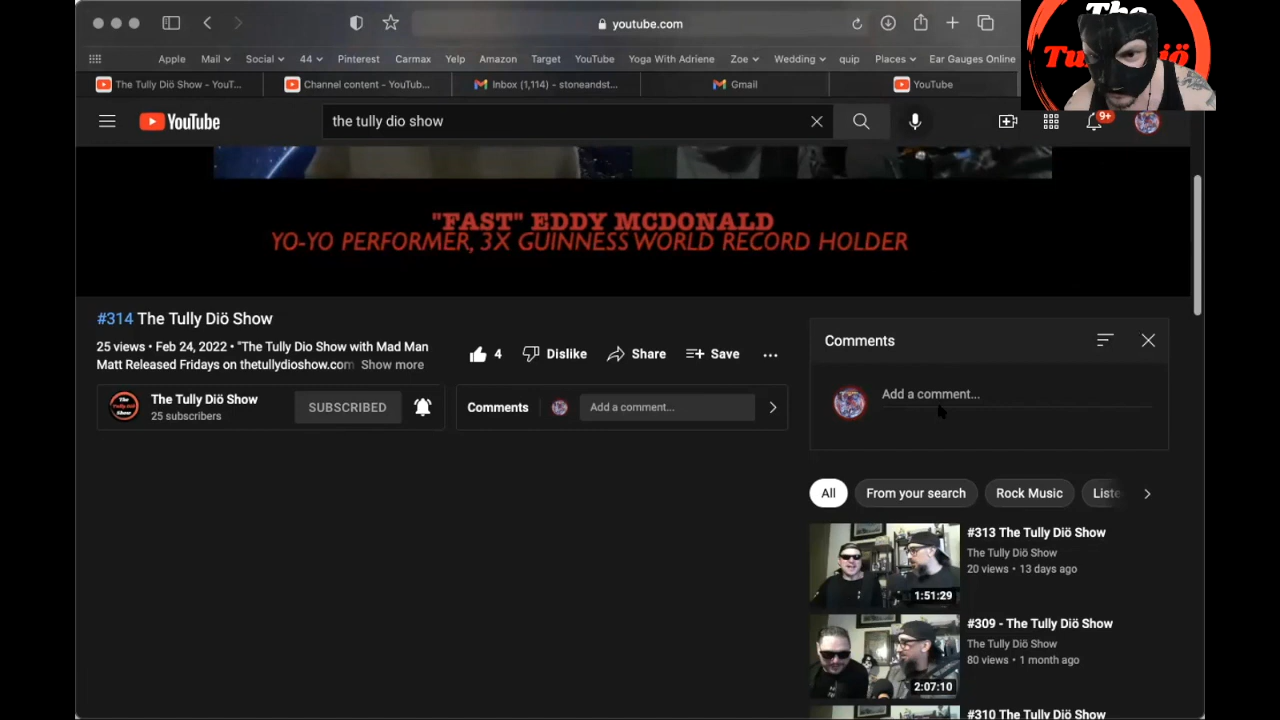 youtube.com
Apple Mail Social 44 Pinterest Carmax Yelp Amazon Target YouTube Yoga With Adriene Zoe Wedding quip Places Ear Gauges Online
The Tully Diö Show - YouT... Channel content - YouTub... Inbox (1,114) - stoneandst... Gmail YouTube
YouTube the tully dio show 9+
"FAST" EDDY MCDONALD
YO-YO PERFORMER, 3X GUINNESS WORLD RECORD HOLDER
#314 The Tully Diö Show
25 views • Feb 24, 2022 • "The Tully Dio Show with Mad Man
Matt Released Fridays on thetullydioshow.com Show more
4 Dislike Share Save ...
The Tully Diö Show
25 subscribers
SUBSCRIBED
Comments Add a comment...
Comments
Add a comment...
All From your search Rock Music Liste
#313 The Tully Diö Show
The Tully Diö Show
20 views • 13 days ago
1:51:29
#309 - The Tully Diö Show
The Tully Diö Show
80 views • 1 month ago
2:07:10
#310 The Tully Diö Show